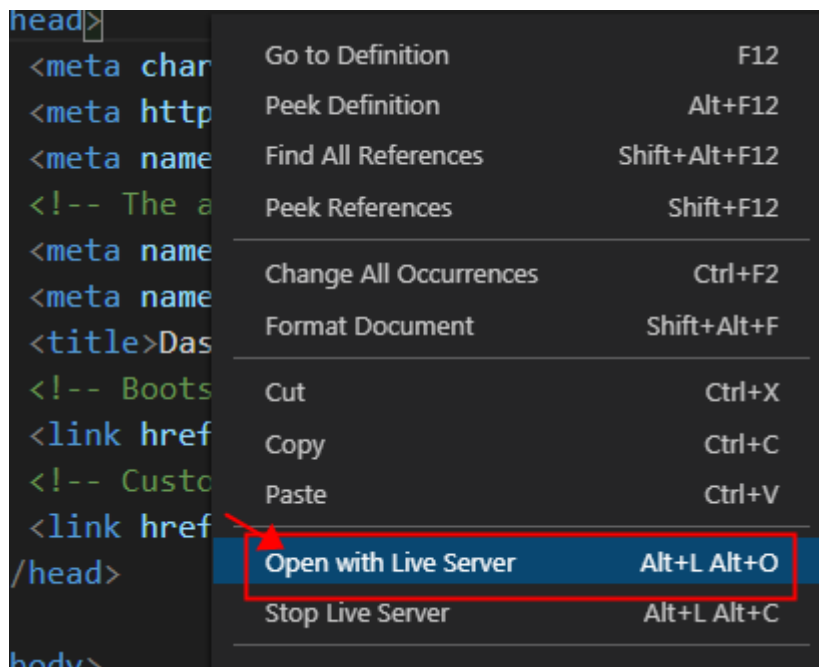 head>
<meta char
<meta http
<meta name
<!-- The a
<meta name
<meta name
<title>Das
<!-- Boots
<link href
<!-- Custo
<link href
/head>
body>
Go to Definition F12
Peek Definition Alt+F12
Find All References Shift+Alt+F12
Peek References Shift+F12
Change All Occurrences Ctrl+F2
Format Document Shift+Alt+F
Cut Ctrl+X
Copy Ctrl+C
Paste Ctrl+V
Open with Live Server Alt+L Alt+O
Stop Live Server Alt+L Alt+C